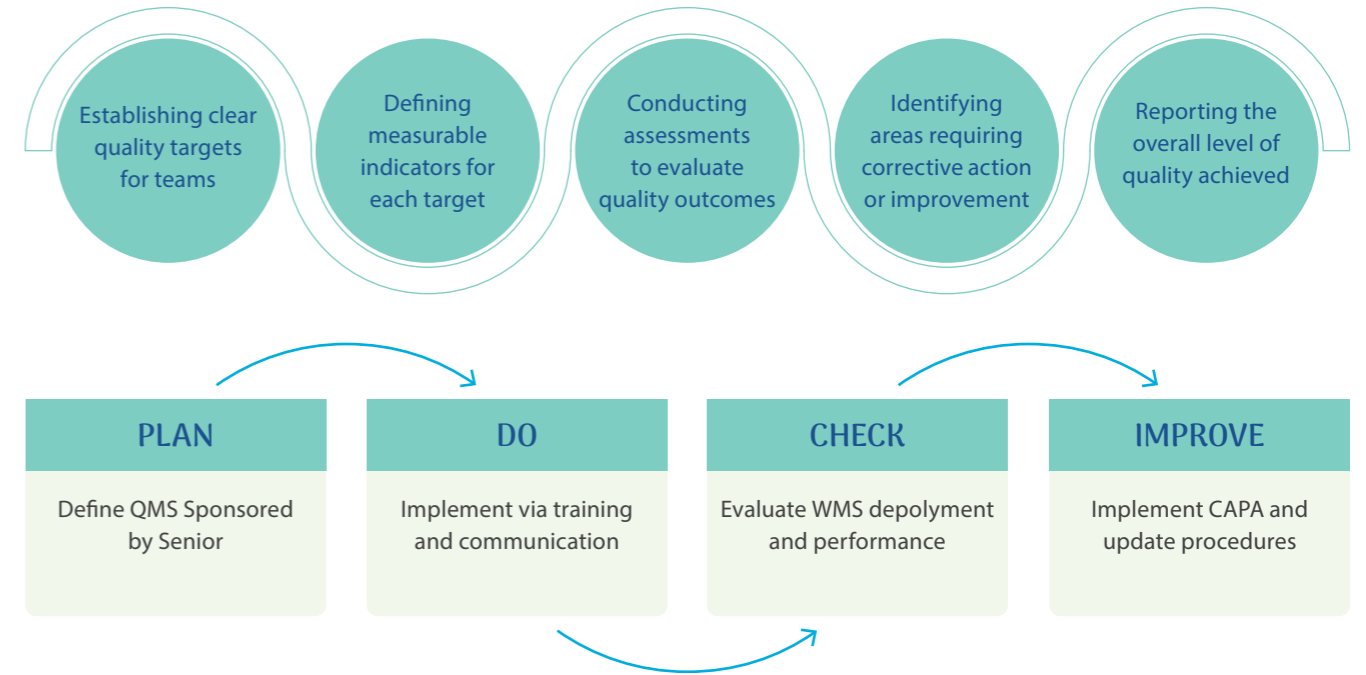 Establishing clear
quality targets
for teams
Defining
measurable
indicators for
each target
Conducting
assessments
to evaluate
quality outcomes
Identifying
areas requiring
corrective action
or improvement
Reporting the
overall level of
quality achieved
PLAN
Define QMS Sponsored
by Senior
DO
Implement via training
and communication
CHECK
Evaluate WMS depolyment
and performance
IMPROVE
Implement CAPA and
update procedures